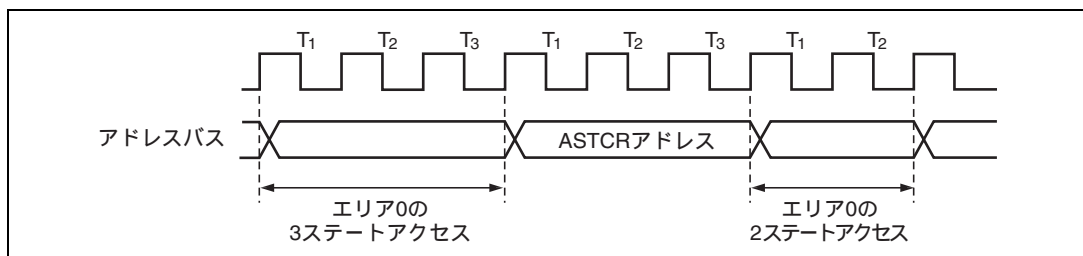 T1 T2 T3 T1 T2 T3 T1 T2
アドレスバス
ASTCRアドレス
エリア0の
3ステートアクセス
エリア0の
2ステートアクセス